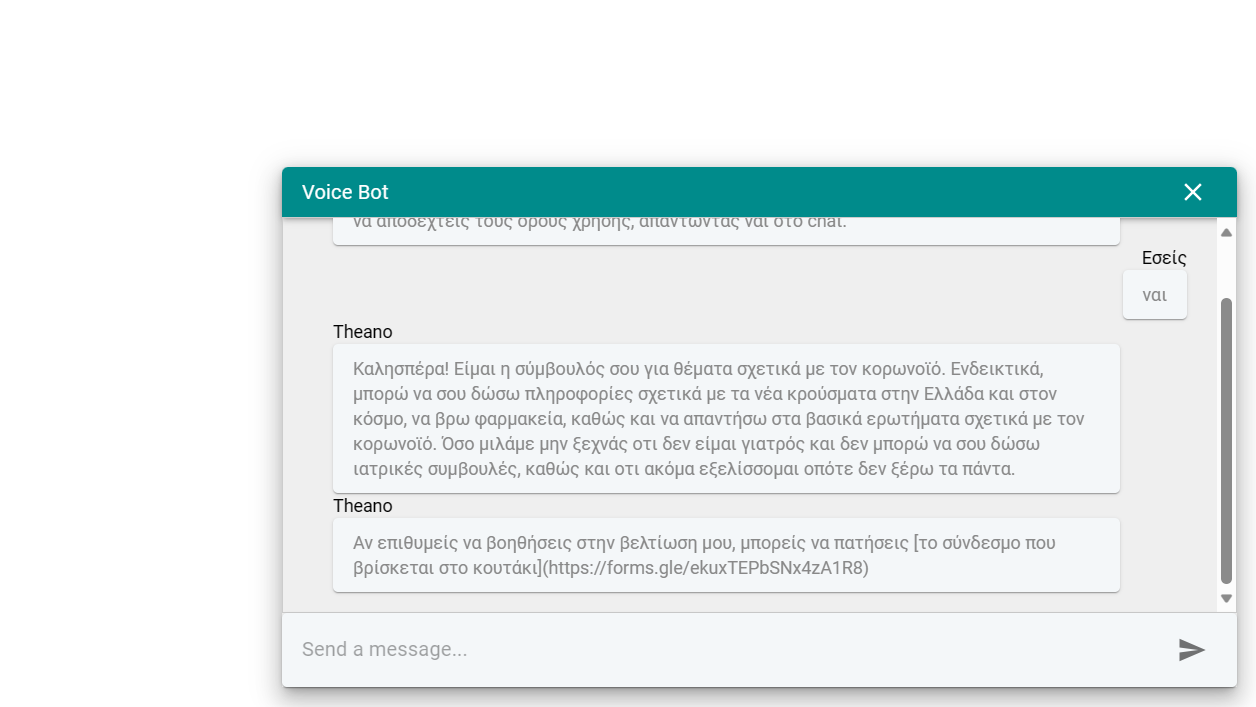 Voice Bot
να αποδεχτείς τους όρους χρήσης, απαντώντας ναι στο chat.
Εσείς
ναι
Theano
Καλησπέρα! Είμαι η σύμβουλός σου για θέματα σχετικά με τον κορωνοϊό. Ενδεικτικά,
μπορώ να σου δώσω πληροφορίες σχετικά με τα νέα κρούσματα στην Ελλάδα και στον
κόσμο, να βρω φαρμακεία, καθώς και να απαντήσω στα βασικά ερωτήματα σχετικά με τον
κορωνοϊό. Όσο μιλάμε μην ξεχνάς οτι δεν είμαι γιατρός και δεν μπορώ να σου δώσω
ιατρικές συμβουλές, καθώς και οτι ακόμα εξελίσσομαι οπότε δεν ξέρω τα πάντα.
Theano
Αν επιθυμείς να βοηθήσεις στην βελτίωση μου, μπορείς να πατήσεις [το σύνδεσμο που
βρίσκεται στο κουτάκι](https://forms.gle/ekuxTEPbSNx4zA1R8)
Send a message...